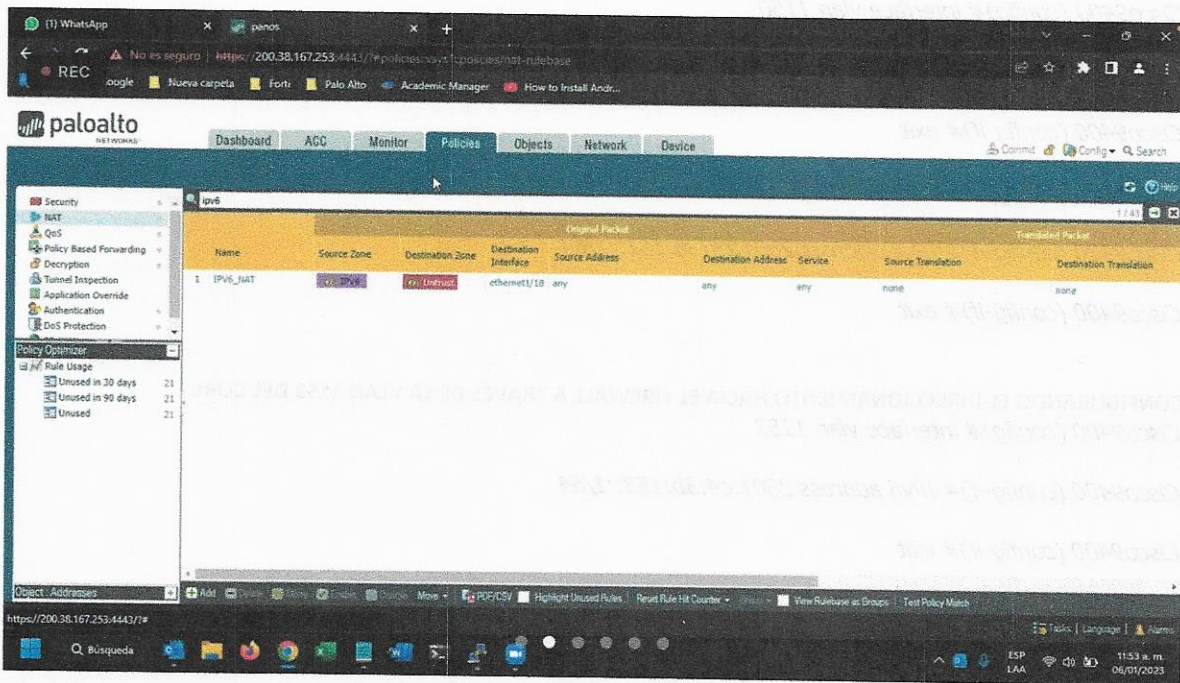 (1) WhatsApp
panos
No es seguro | https://200.38.167.253:4443/?#policies:vsys1:policies/nat-rulebase
REC
oogle
Nueva carpeta
Forti
Palo Alto
Academic Manager
How to Install Andr...
paloalto
NETWORKS
Dashboard
ACC
Monitor
Policies
Objects
Network
Device
Commit
Config
Search
Help
Security
NAT
QoS
Policy Based Forwarding
Decryption
Tunnel Inspection
Application Override
Authentication
DoS Protection
ipv6
1 / 43
Original Packet
Translated Packet
Name
Source Zone
Destination Zone
Destination Interface
Source Address
Destination Address
Service
Source Translation
Destination Translation
1 IPV6_NAT
IPV6
Untrust
ethernet1/18
any
any
any
none
none
Policy Optimizer
Rule Usage
Unused in 30 days 21
Unused in 90 days 21
Unused 21
Object : Addresses
Add
Delete
Clone
Enable
Disable
Move
PDF/CSV
Highlight Unused Rules
Reset Rule Hit Counter
View Rulebase as Groups
Test Policy Match
https://200.38.167.253:4443/?#
Tasks | Language | Alarms
Búsqueda
ESP
LAA
11:53 a. m.
06/01/2023
Cisco9400 (config-if)# exit
Cisco9400 (config-if)# exit
CONFIGURANDO EL DIRECCIONAMIENTO HACIA EL FIREWALL A TRAVES DE LA VLAN 1153 DEL CORE
Cisco9400 (config)# interface vlan 1153
Cisco9400 (config-if)# exit